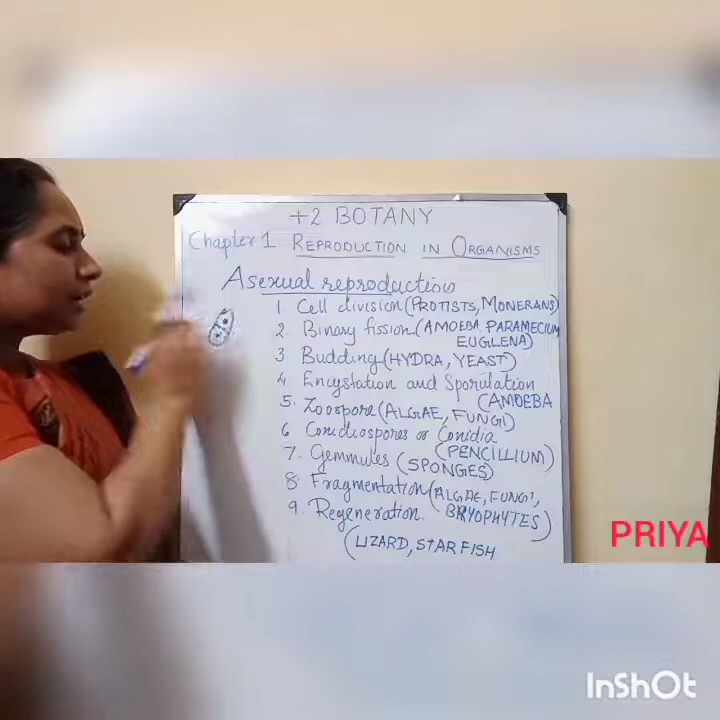 +2 BOTANY
Chapter 1 REPRODUCTION IN ORGANISMS
Asexual reproduction
1 Cell division (PROTISTS, MONERANS)
2. Binary fission (AMOEBA PARAMECIUM
EUGLENA)
3 Budding (HYDRA, YEAST)
4. Encystation and Sporulation
(AMOEBA
5. Zoospore (ALGAE, FUNGI)
6 Conidiospores or Conidia
(PENCILLIUM)
7. Gemmules (SPONGES)
8. Fragmentation (ALGAE, FUNGI,
BRYOPHYTES)
9. Regeneration.
(LIZARD, STAR FISH
PRIYA
InShOt